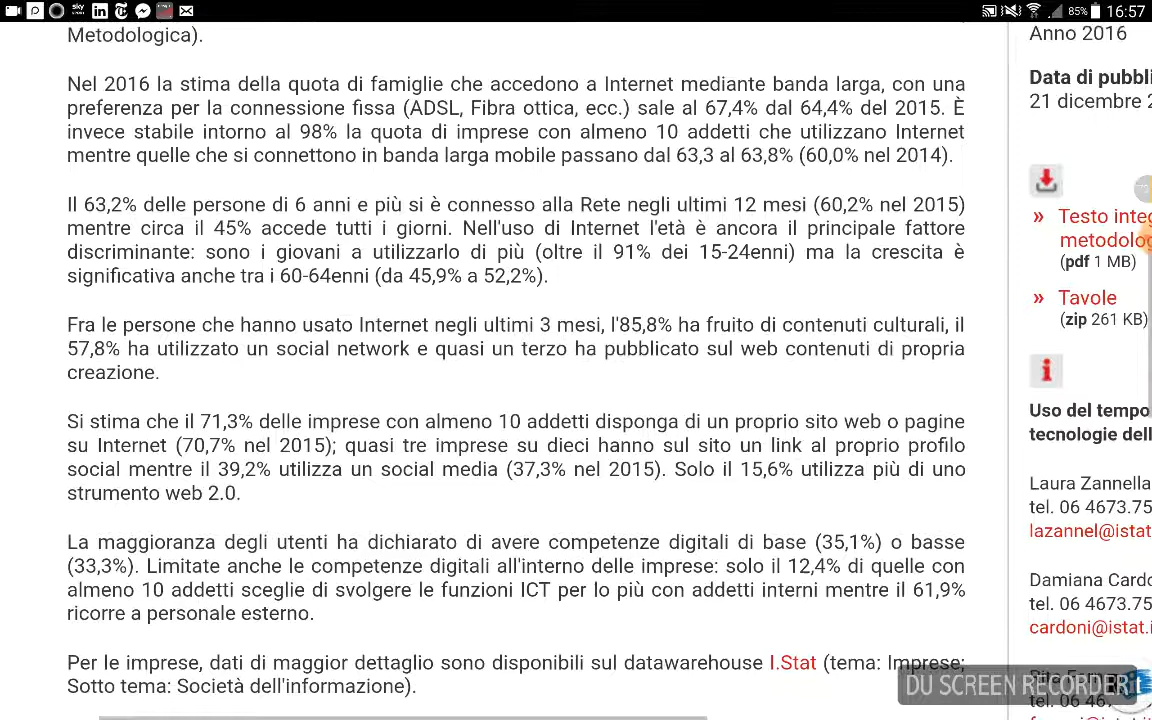 85% 16:57
Metodologica).
Nel 2016 la stima della quota di famiglie che accedono a Internet mediante banda larga, con una
preferenza per la connessione fissa (ADSL, Fibra ottica, ecc.) sale al 67,4% dal 64,4% del 2015. È
invece stabile intorno al 98% la quota di imprese con almeno 10 addetti che utilizzano Internet
mentre quelle che si connettono in banda larga mobile passano dal 63,3 al 63,8% (60,0% nel 2014).
Il 63,2% delle persone di 6 anni e più si è connesso alla Rete negli ultimi 12 mesi (60,2% nel 2015)
mentre circa il 45% accede tutti i giorni. Nell'uso di Internet l'età è ancora il principale fattore
discriminante: sono i giovani a utilizzarlo di più (oltre il 91% dei 15-24enni) ma la crescita è
significativa anche tra i 60-64enni (da 45,9% a 52,2%).
Fra le persone che hanno usato Internet negli ultimi 3 mesi, l'85,8% ha fruito di contenuti culturali, il
57,8% ha utilizzato un social network e quasi un terzo ha pubblicato sul web contenuti di propria
creazione.
Si stima che il 71,3% delle imprese con almeno 10 addetti disponga di un proprio sito web o pagine
su Internet (70,7% nel 2015); quasi tre imprese su dieci hanno sul sito un link al proprio profilo
social mentre il 39,2% utilizza un social media (37,3% nel 2015). Solo il 15,6% utilizza più di uno
strumento web 2.0.
La maggioranza degli utenti ha dichiarato di avere competenze digitali di base (35,1%) o basse
(33,3%). Limitate anche le competenze digitali all'interno delle imprese: solo il 12,4% di quelle con
almeno 10 addetti sceglie di svolgere le funzioni ICT per lo più con addetti interni mentre il 61,9%
ricorre a personale esterno.
Per le imprese, dati di maggior dettaglio sono disponibili sul datawarehouse I.Stat (tema: Imprese;
Sotto tema: Società dell'informazione).
Anno 2016
Data di pubbli
21 dicembre 2
» Testo integ
metodolog
(pdf 1 MB)
» Tavole
(zip 261 KB)
Uso del tempo
tecnologie dell
Laura Zannella
tel. 06 4673.75
lazannel@istat
Damiana Cardo
tel. 06 4673.75
cardoni@istat.i
tel. 06 46
DU SCREEN RECORDER